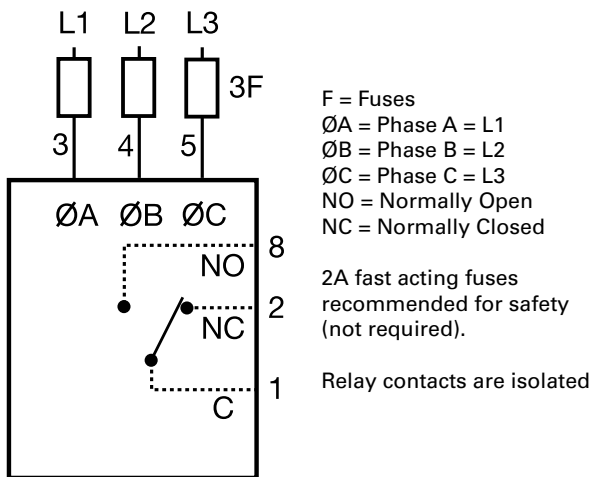 L1 L2 L3
3F
3 4 5
ØA ØB ØC
8
NO
2
NC
1
C
F = Fuses
ØA = Phase A = L1
ØB = Phase B = L2
ØC = Phase C = L3
NO = Normally Open
NC = Normally Closed
2A fast acting fuses
recommended for safety
(not required).
Relay contacts are isolated